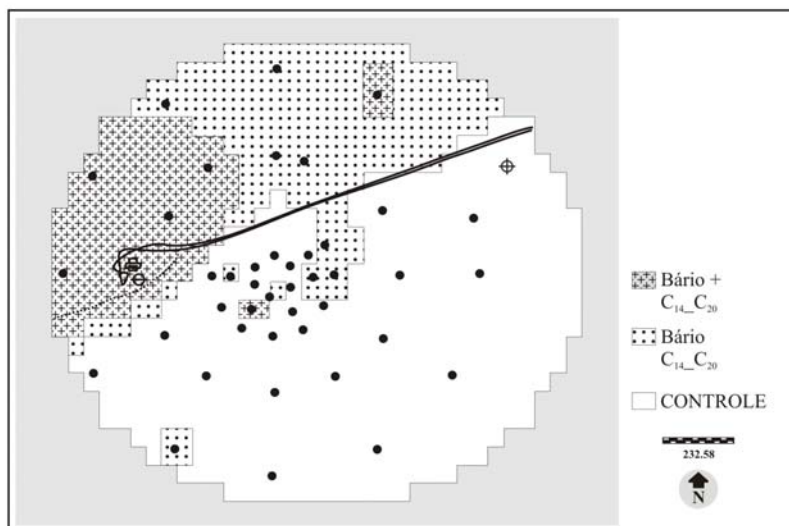 Bário +
C₁₄_C₂₀
Bário
C₁₄_C₂₀
CONTROLE
232.58
N